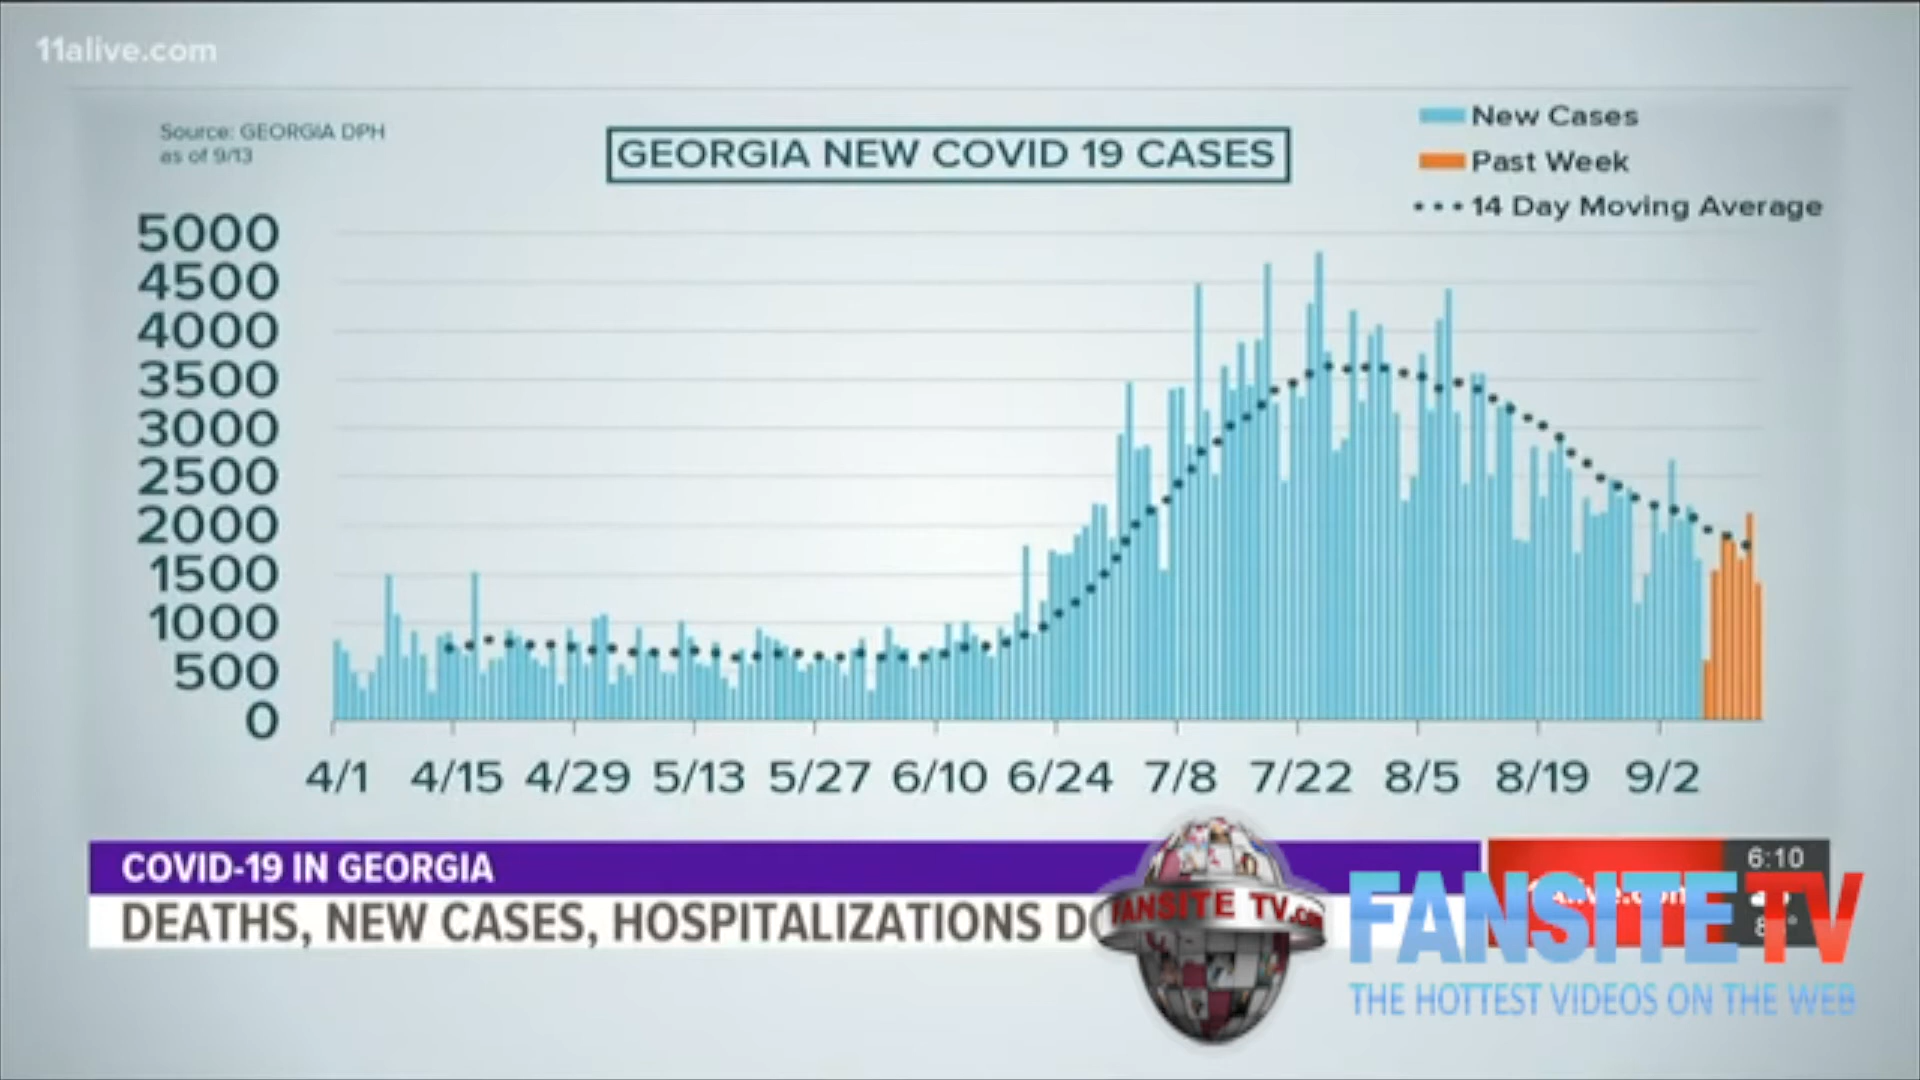 11alive.com
Source: GEORGIA DPH
as of 9/13
GEORGIA NEW COVID 19 CASES
New Cases
Past Week
14 Day Moving Average
5000
4500
4000
3500
3000
2500
2000
1500
1000
500
0
4/1 4/15 4/29 5/13 5/27 6/10 6/24 7/8 7/22 8/5 8/19 9/2
COVID-19 IN GEORGIA
6:10
DEATHS, NEW CASES, HOSPITALIZATIONS
FANSITE TV.com
FANSITE TV
THE HOTTEST VIDEOS ON THE WEB